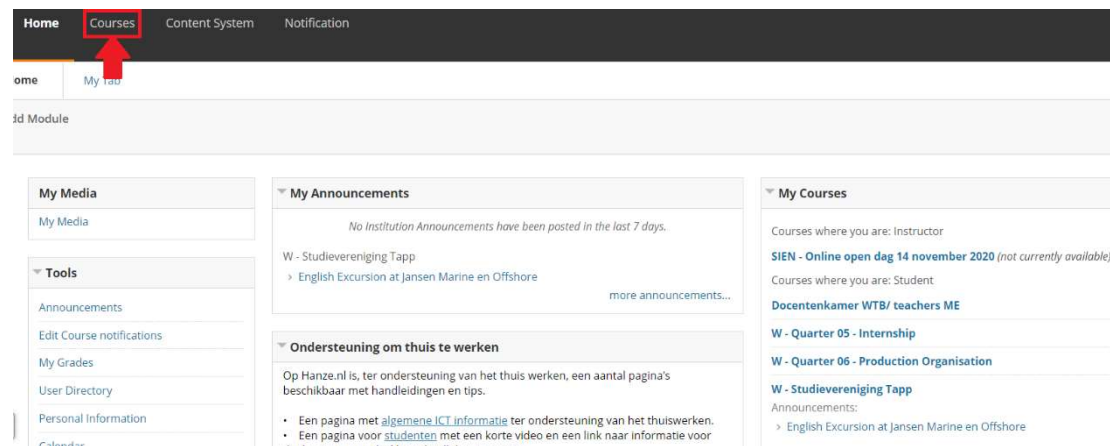 Home Courses Content System Notification
ome My Tab
dd Module
My Media
My Media
Tools
Announcements
Edit Course notifications
My Grades
User Directory
Personal Information
Calendar
My Announcements
No Institution Announcements have been posted in the last 7 days.
W - Studievereniging Tapp
> English Excursion at Jansen Marine en Offshore
more announcements...
Ondersteuning om thuis te werken
Op Hanze.nl is, ter ondersteuning van het thuis werken, een aantal pagina's
beschikbaar met handleidingen en tips.
• Een pagina met algemene ICT informatie ter ondersteuning van het thuiswerken.
• Een pagina voor studenten met een korte video en een link naar informatie voor
My Courses
Courses where you are: Instructor
SIEN - Online open dag 14 november 2020 (not currently available)
Courses where you are: Student
Docentenkamer WTB/ teachers ME
W - Quarter 05 - Internship
W - Quarter 06 - Production Organisation
W - Studievereniging Tapp
Announcements:
> English Excursion at Jansen Marine en Offshore